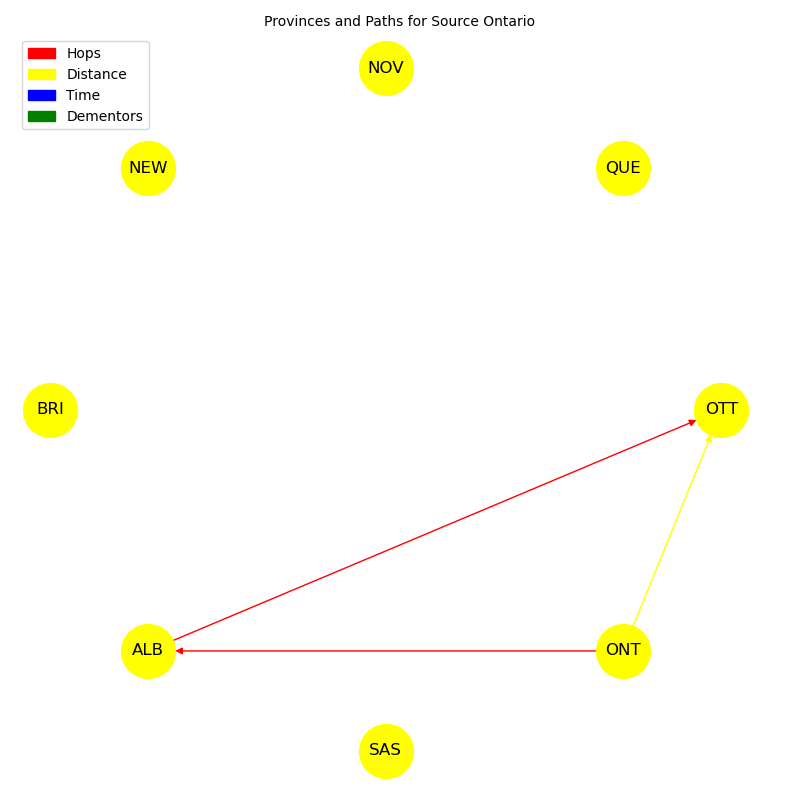 Provinces and Paths for Source Ontario
Hops
Distance
Time
Dementors
NOV
NEW
QUE
BRI
OTT
ALB
ONT
SAS